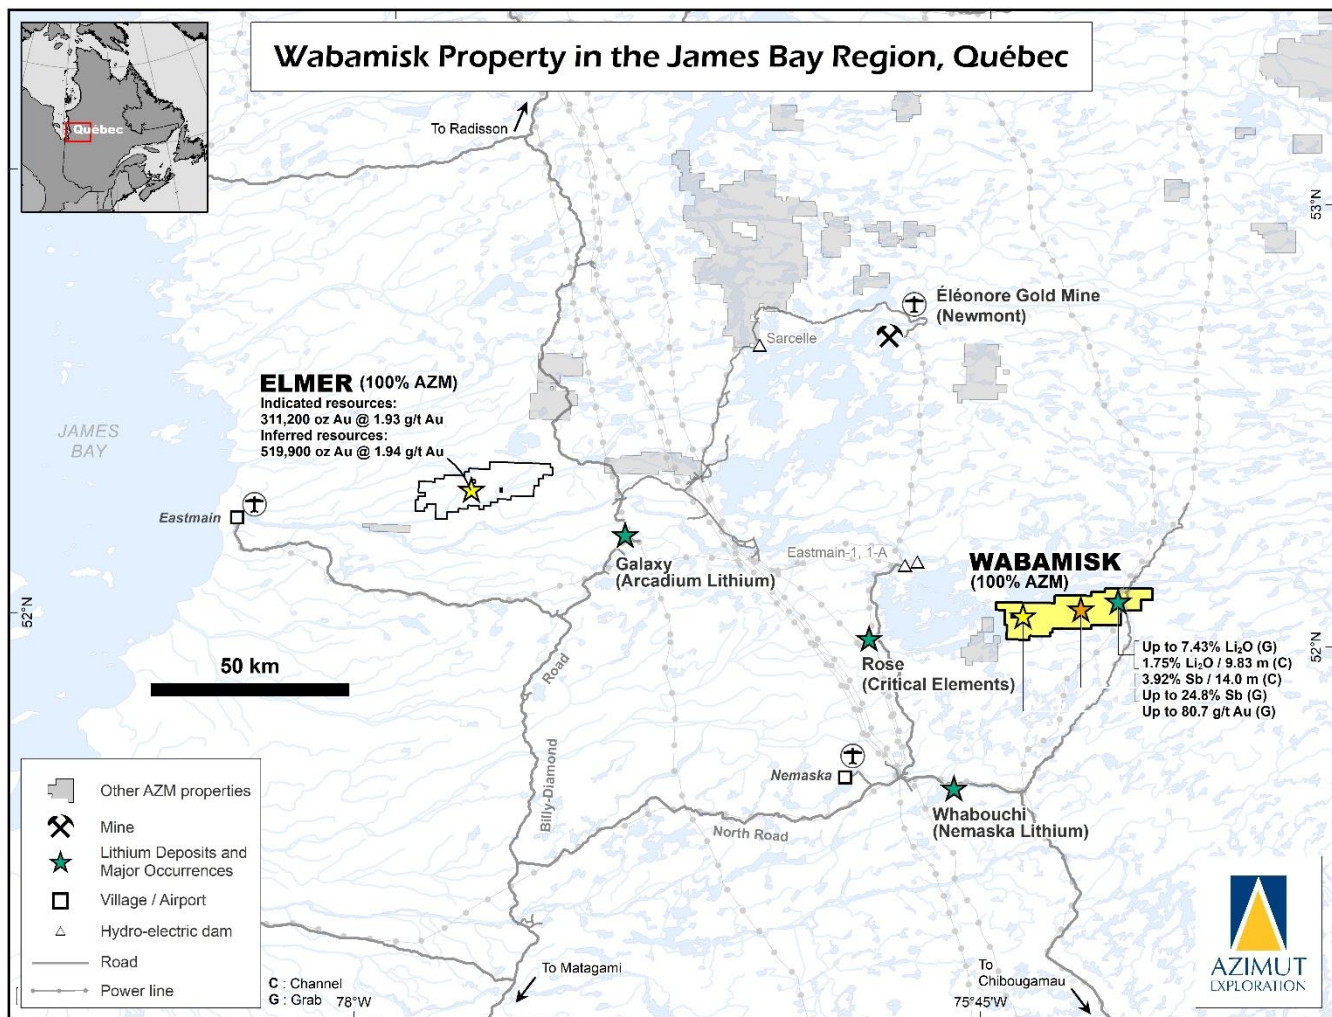 Wabamisk Property in the James Bay Region, Québec
Québec
To Radisson
53°N
Éléonore Gold Mine
(Newmont)
Sarcelle
ELMER (100% AZM)
Indicated resources:
311,200 oz Au @ 1.93 g/t Au
Inferred resources:
519,900 oz Au @ 1.94 g/t Au
JAMES
BAY
Eastmain
Galaxy
(Arcadium Lithium)
Eastmain-1, 1-A
WABAMISK
(100% AZM)
52°N
52°N
Up to 7.43% Li₂O (G)
1.75% Li₂O / 9.83 m (C)
3.92% Sb / 14.0 m (C)
Up to 24.8% Sb (G)
Up to 80.7 g/t Au (G)
50 km
Road
Rose
(Critical Elements)
Billy-Diamond
Nemaska
North Road
Whabouchi
(Nemaska Lithium)
Other AZM properties
Mine
Lithium Deposits and
Major Occurrences
Village / Airport
Hydro-electric dam
Road
Power line
C : Channel
G : Grab
78°W
To Matagami
75°45'W
To
Chibougamau
AZIMUT
EXPLORATION